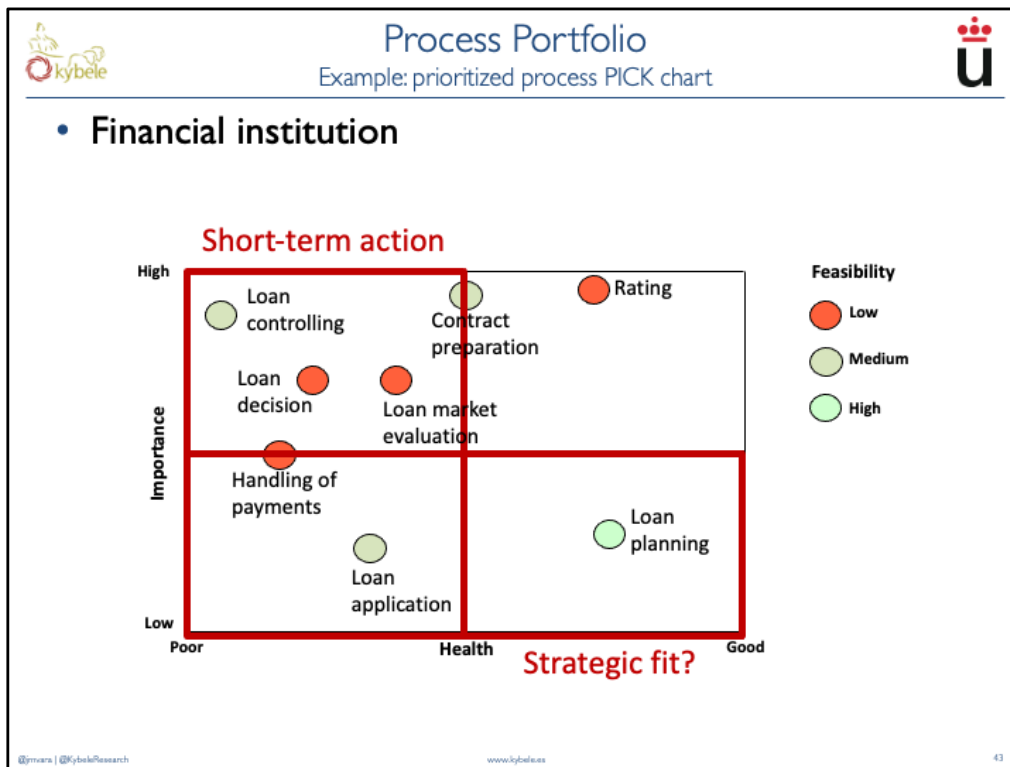 kybele
Process Portfolio
Example: prioritized process PICK chart
u
• Financial institution
Short-term action
High
Feasibility
Loan
controlling
Contract
preparation
Rating
Low
Medium
High
Loan
decision
Loan market
evaluation
Importance
Handling of
payments
Loan
planning
Loan
application
Low
Poor
Health
Good
Strategic fit?
@jmvara | @KybeleResearch
www.kybele.es
43